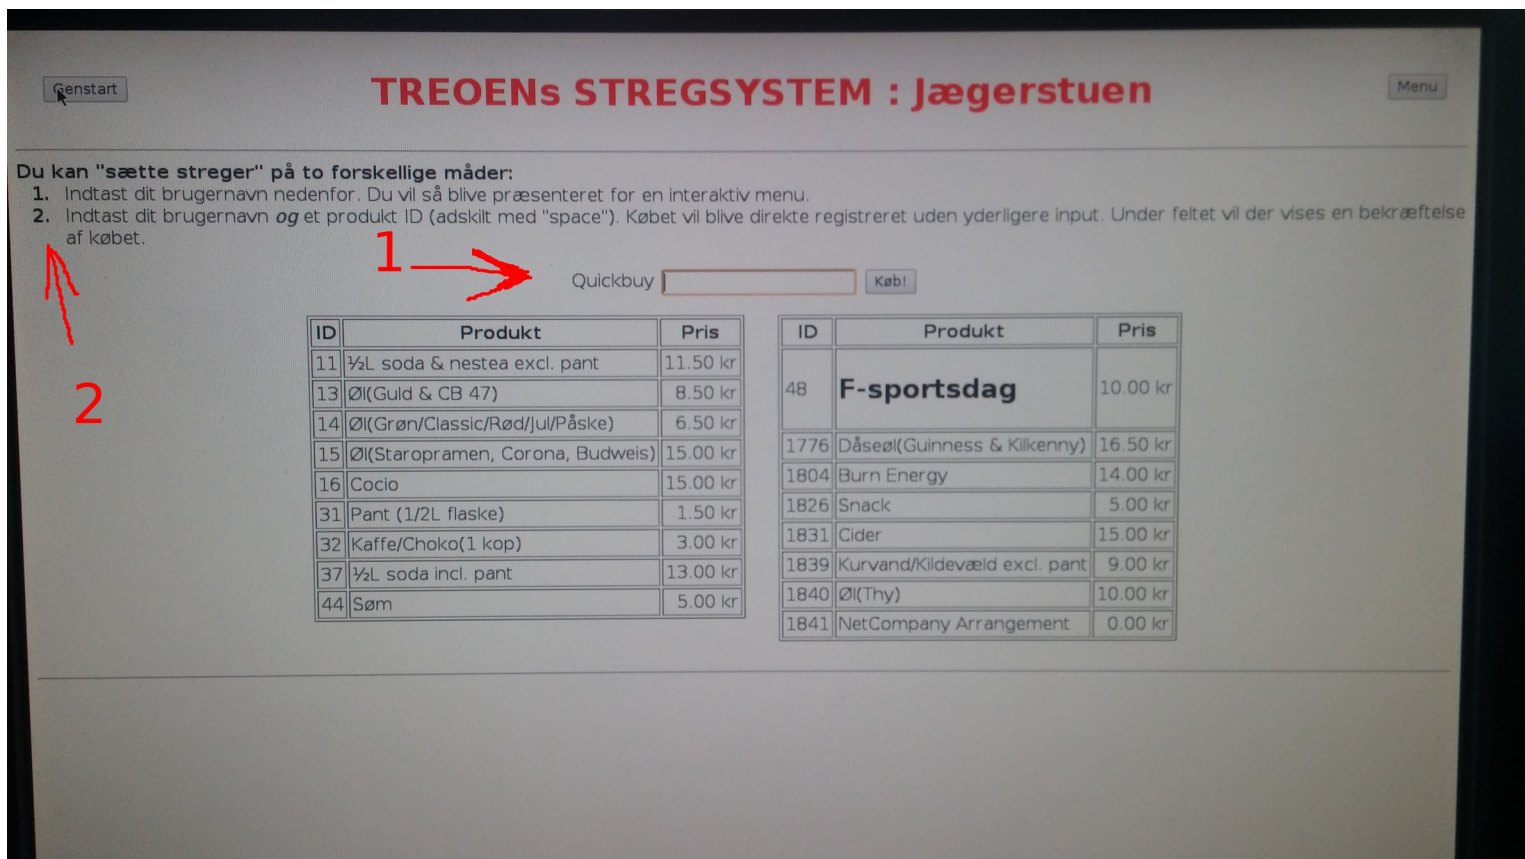 Genstart
TREOENs STREGSYSTEM : Jægerstuen
Menu
Du kan "sætte streger" på to forskellige måder:
1. Indtast dit brugernavn nedenfor. Du vil så blive præsenteret for en interaktiv menu.
2. Indtast dit brugernavn og et produkt ID (adskilt med "space"). Købet vil blive direkte registreret uden yderligere input. Under feltet vil der vises en bekræftelse
af købet.
1
2
Quickbuy Køb!
ID Produkt Pris
11 ½L soda & nestea excl. pant 11.50 kr
13 Øl(Guld & CB 47) 8.50 kr
14 Øl(Grøn/Classic/Rød/Jul/Påske) 6.50 kr
15 Øl(Staropramen, Corona, Budweis) 15.00 kr
16 Cocio 15.00 kr
31 Pant (1/2L flaske) 1.50 kr
32 Kaffe/Choko(1 kop) 3.00 kr
37 ½L soda incl. pant 13.00 kr
44 Søm 5.00 kr
ID Produkt Pris
48 F-sportsdag 10.00 kr
1776 Dåseøl(Guinness & Kilkenny) 16.50 kr
1804 Burn Energy 14.00 kr
1826 Snack 5.00 kr
1831 Cider 15.00 kr
1839 Kurvand/Kildevæld excl. pant 9.00 kr
1840 Øl(Thy) 10.00 kr
1841 NetCompany Arrangement 0.00 kr